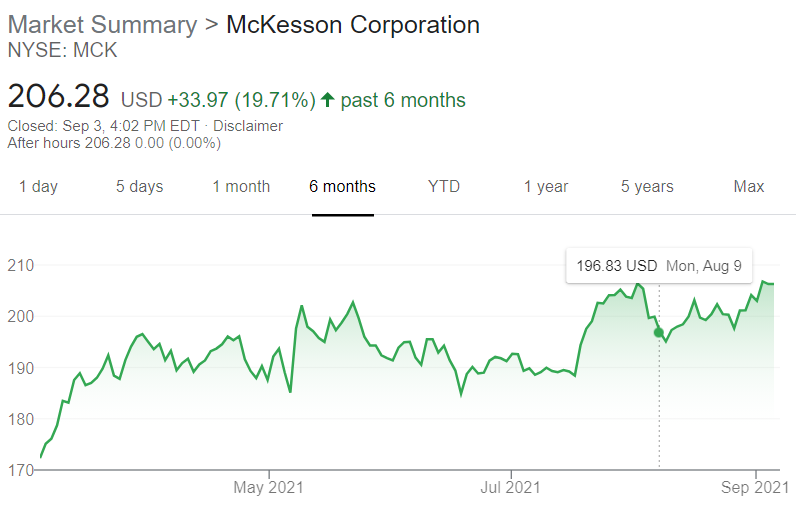 Market Summary > McKesson Corporation
NYSE: MCK
206.28 USD +33.97 (19.71%) ↑ past 6 months
Closed: Sep 3, 4:02 PM EDT · Disclaimer
After hours 206.28 0.00 (0.00%)
1 day 5 days 1 month 6 months YTD 1 year 5 years Max
196.83 USD Mon, Aug 9
210
200
190
180
170
May 2021 Jul 2021 Sep 2021